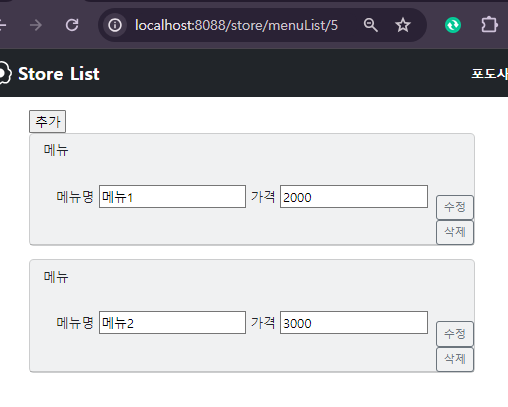 localhost:8088/store/menuList/5
Store List
포도사
추가
메뉴
메뉴명 메뉴1 가격 2000
수정
삭제
메뉴
메뉴명 메뉴2 가격 3000
수정
삭제